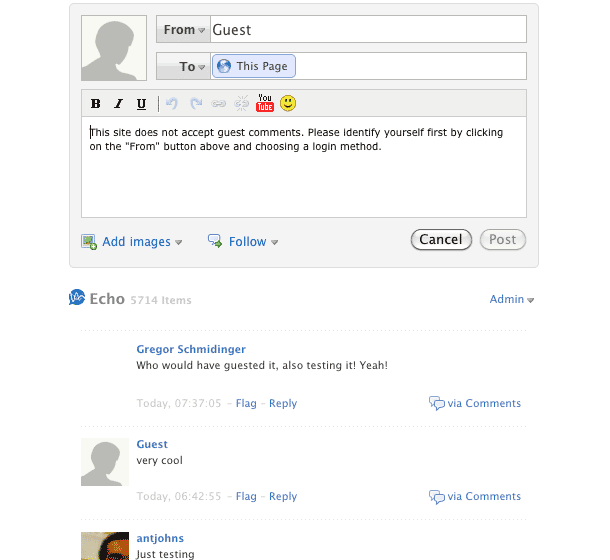 From Guest
To This Page
B I U You Tube
This site does not accept guest comments. Please identify yourself first by clicking
on the "From" button above and choosing a login method.
Add images Follow Cancel Post
Echo 5714 Items Admin
Gregor Schmidinger
Who would have guested it, also testing it! Yeah!
Today, 07:37:05 – Flag – Reply via Comments
Guest
very cool
Today, 06:42:55 – Flag – Reply via Comments
antjohns
Just testing